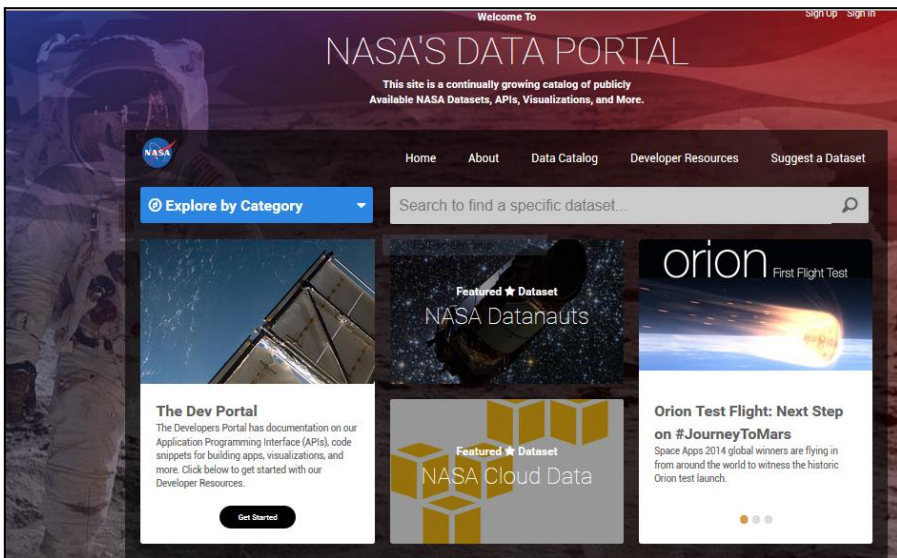 Sign Up Sign In
Welcome To
NASA'S DATA PORTAL
This site is a continually growing catalog of publicly
Available NASA Datasets, APIs, Visualizations, and More.
NASA
Home About Data Catalog Developer Resources Suggest a Dataset
Explore by Category
Search to find a specific dataset...
The Dev Portal
The Developers Portal has documentation on our
Application Programming Interface (APIs), code
snippets for building apps, visualizations, and
more. Click below to get started with our
Developer Resources.
Get Started
Featured ★ Dataset
NASA Datanauts
Featured ★ Dataset
NASA Cloud Data
orion First Flight Test
Orion Test Flight: Next Step
on #JourneyToMars
Space Apps 2014 global winners are flying in
from around the world to witness the historic
Orion test launch.